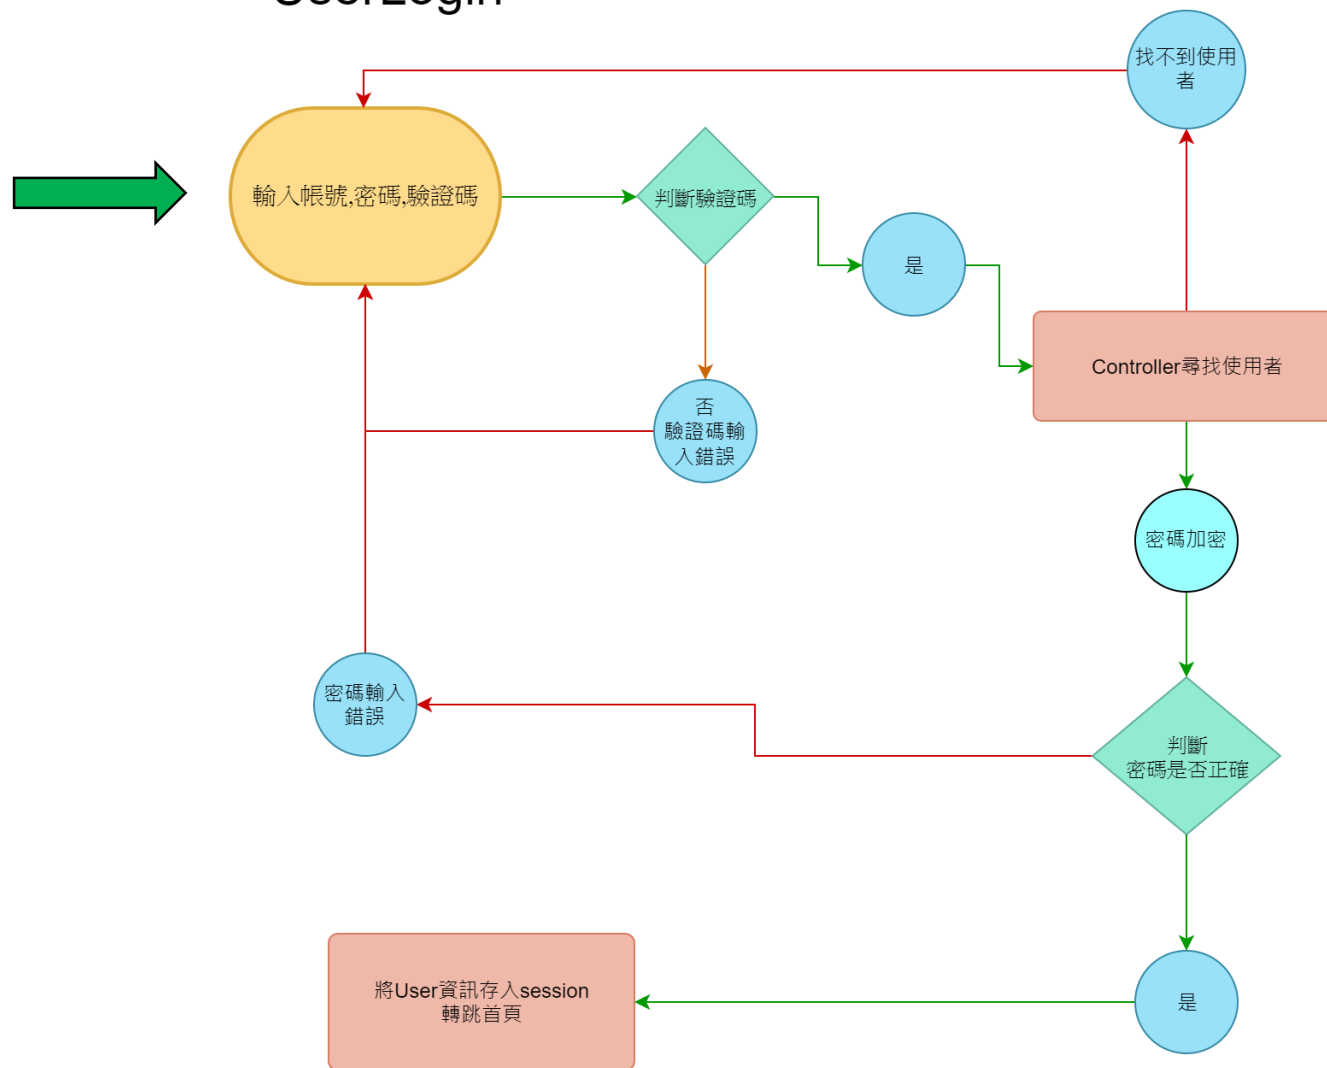 UserLogin
找不到使用
者
輸入帳號,密碼,驗證碼
判斷驗證碼
是
Controller尋找使用者
否
驗證碼輸
入錯誤
密碼加密
密碼輸入
錯誤
判斷
密碼是否正確
將User資訊存入session
轉跳首頁
是